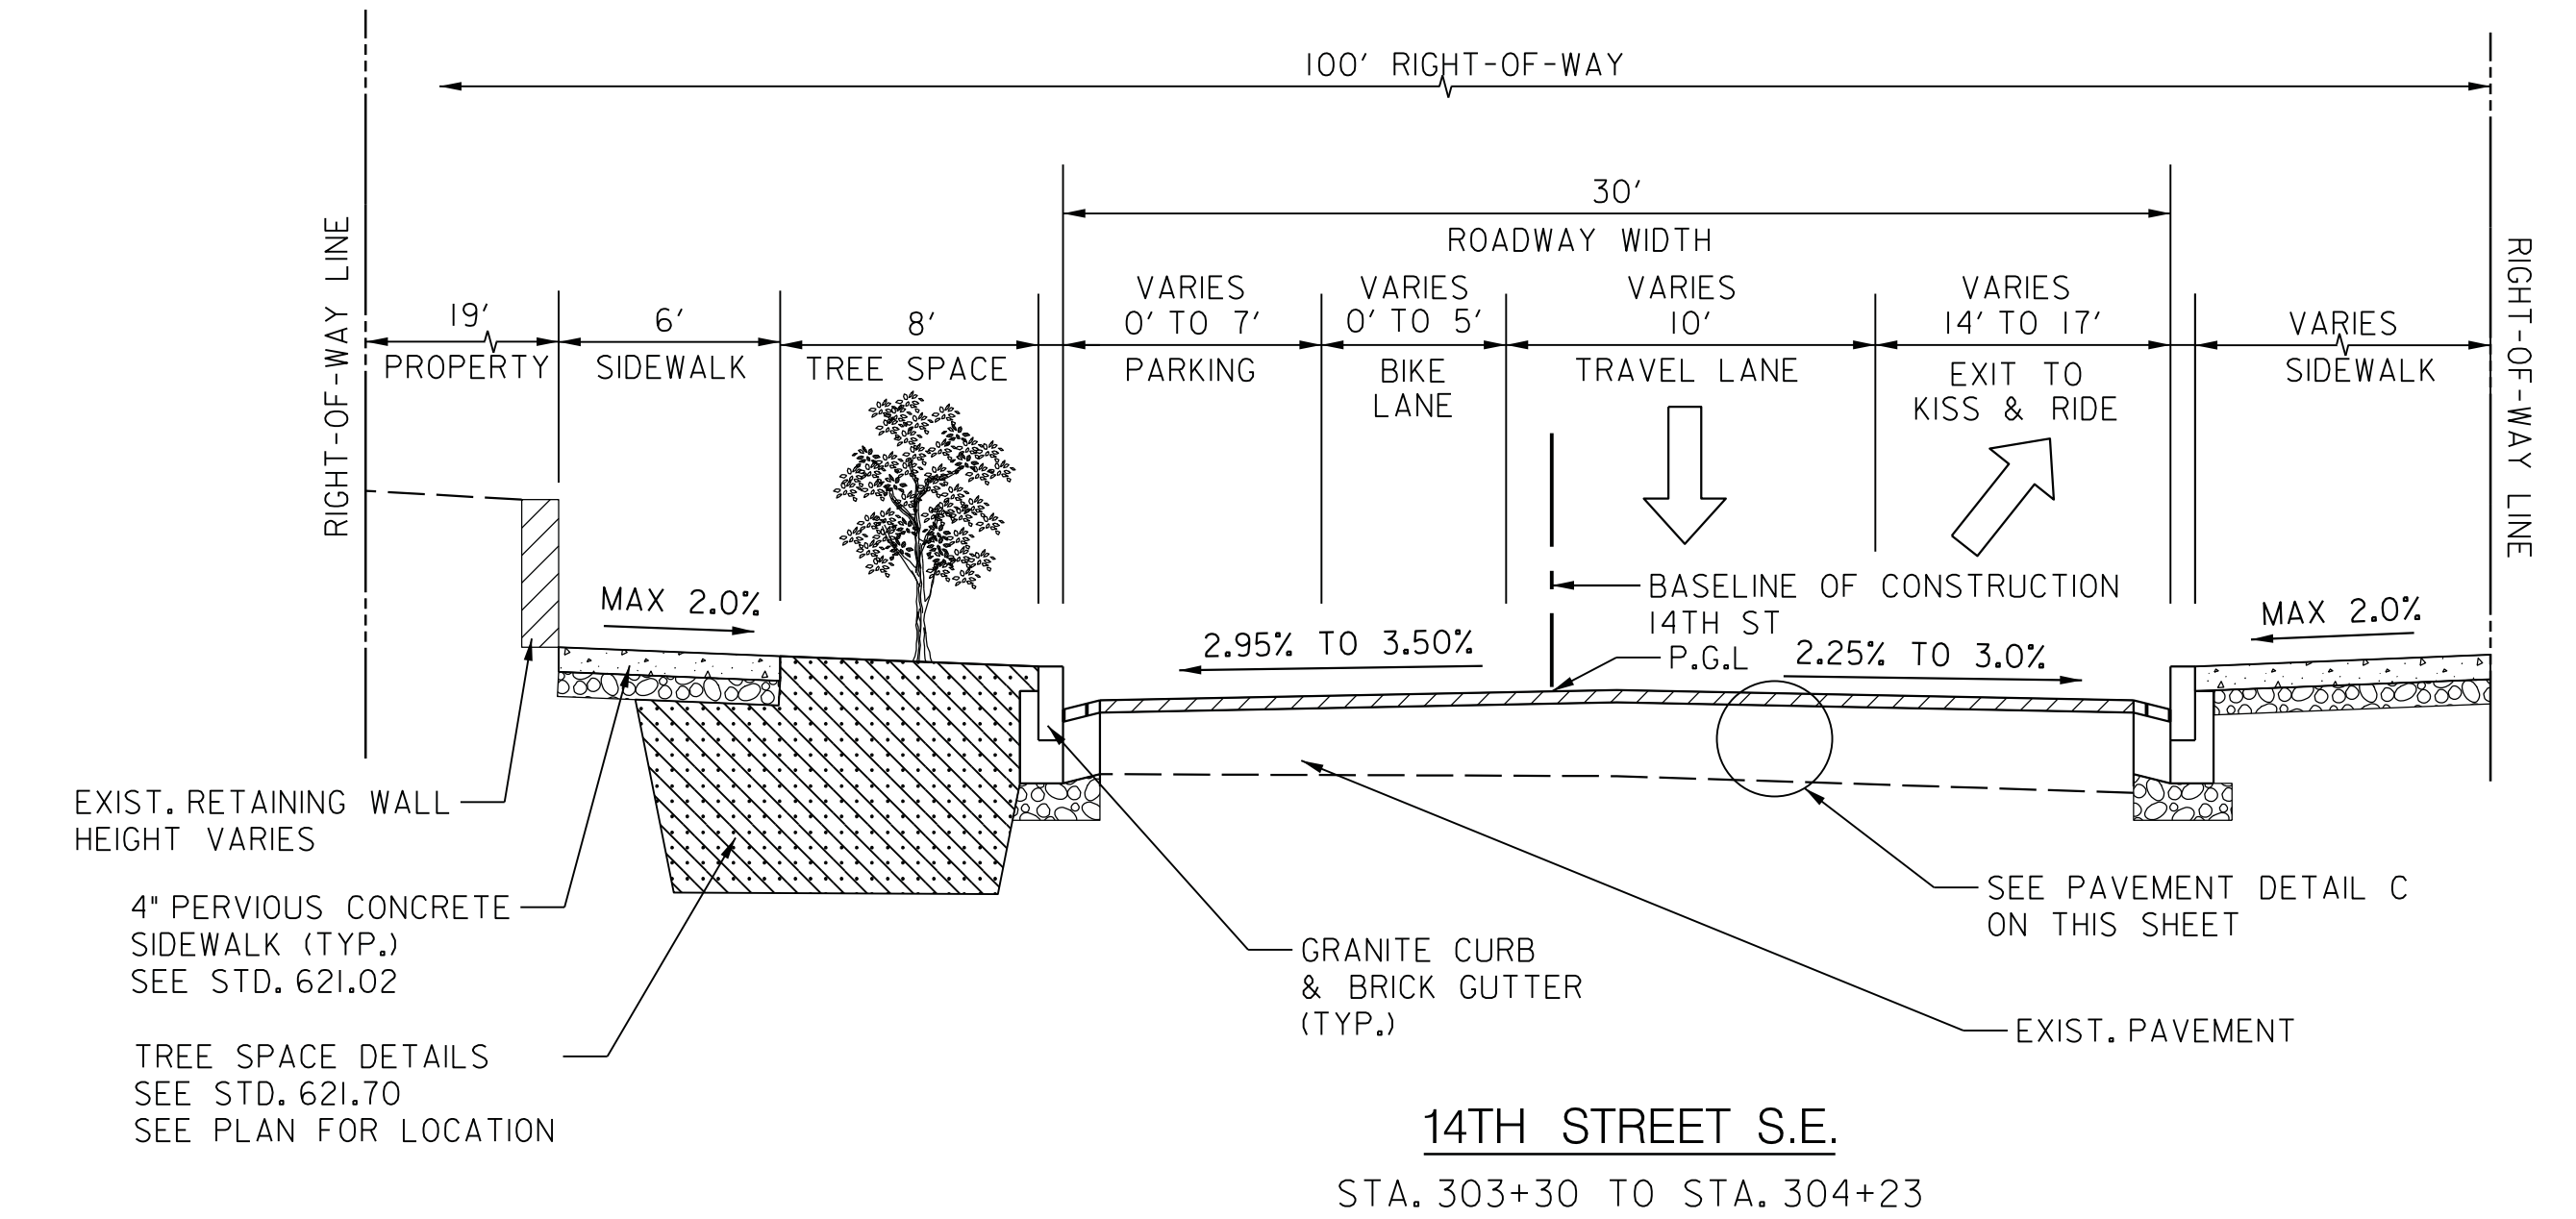 100' RIGHT-OF-WAY
30'
ROADWAY WIDTH
RIGHT-OF-WAY LINE
19'
PROPERTY
6'
SIDEWALK
8'
TREE SPACE
VARIES
0' TO 7'
PARKING
VARIES
0' TO 5'
BIKE
LANE
VARIES
10'
TRAVEL LANE
VARIES
14' TO 17'
EXIT TO
KISS & RIDE
VARIES
SIDEWALK
RIGHT-OF-WAY LINE
MAX 2.0%
2.95% TO 3.50%
BASELINE OF CONSTRUCTION
14TH ST
P.G.L
2.25% TO 3.0%
MAX 2.0%
EXIST. RETAINING WALL
HEIGHT VARIES
4" PERVIOUS CONCRETE
SIDEWALK (TYP.)
SEE STD. 621.02
TREE SPACE DETAILS
SEE STD. 621.70
SEE PLAN FOR LOCATION
GRANITE CURB
& BRICK GUTTER
(TYP.)
SEE PAVEMENT DETAIL C
ON THIS SHEET
EXIST. PAVEMENT
14TH STREET S.E.
STA. 303+30 TO STA. 304+23